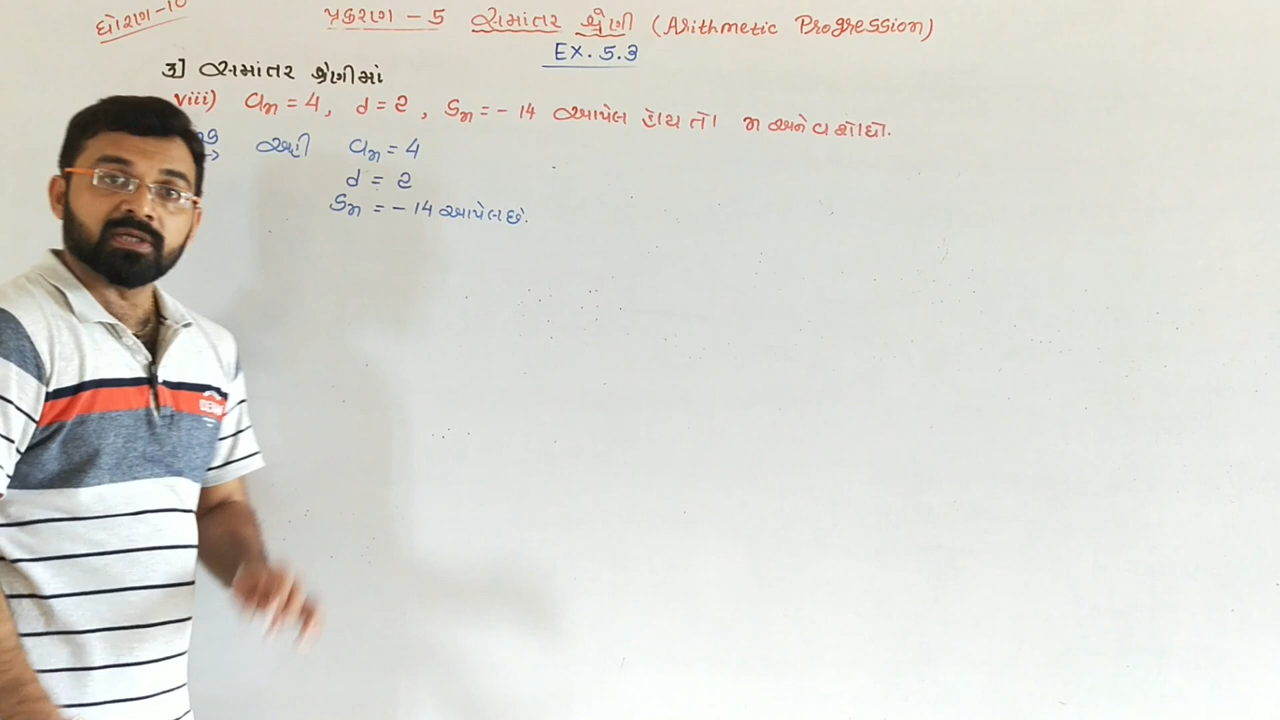 ધોરણ-10
પ્રકરણ - 5 સમાંતર શ્રેણી (Arithmetic Progression)
Ex. 5.3
3] સમાંતર શ્રેણીમાં
viii) an = 4, d = 2, Sn = - 14 આપેલ હોય તો n અને a શોધો.
અહીં an = 4
d = 2
Sn = - 14 આપેલ છે.